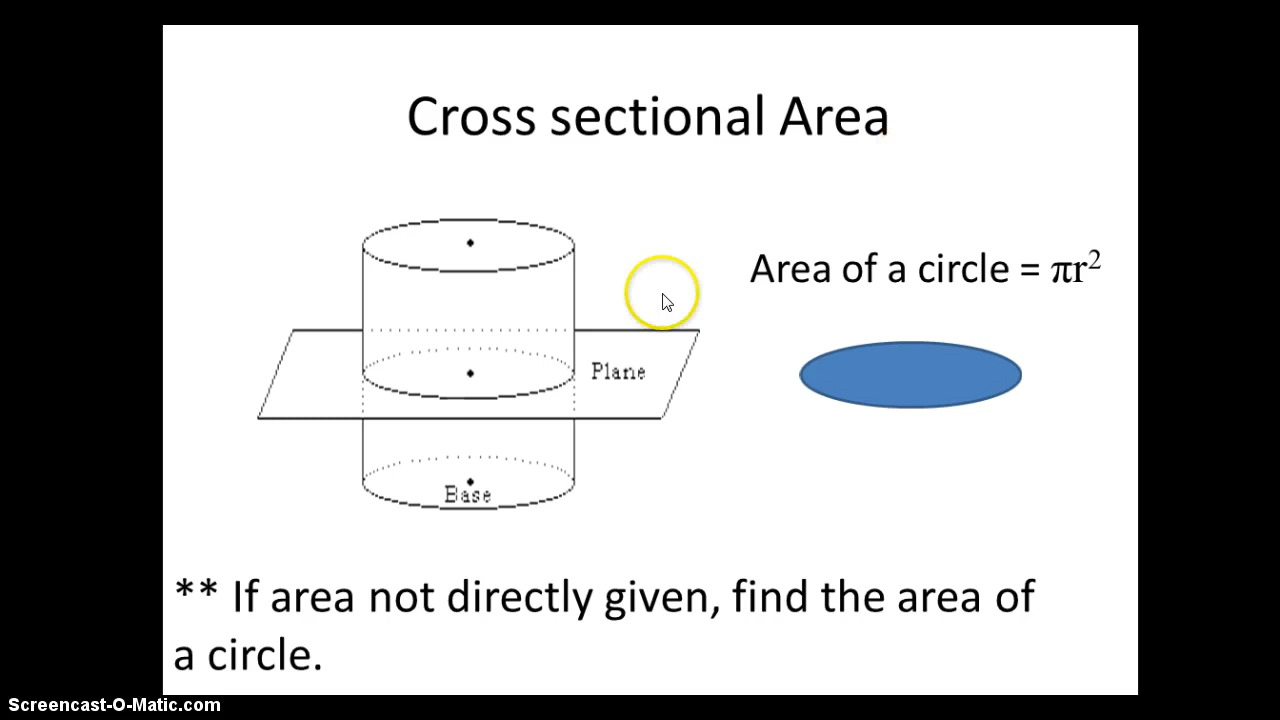 Cross sectional Area
Area of a circle = πr²
Plane
Base
** If area not directly given, find the area of
a circle.
Screencast-O-Matic.com